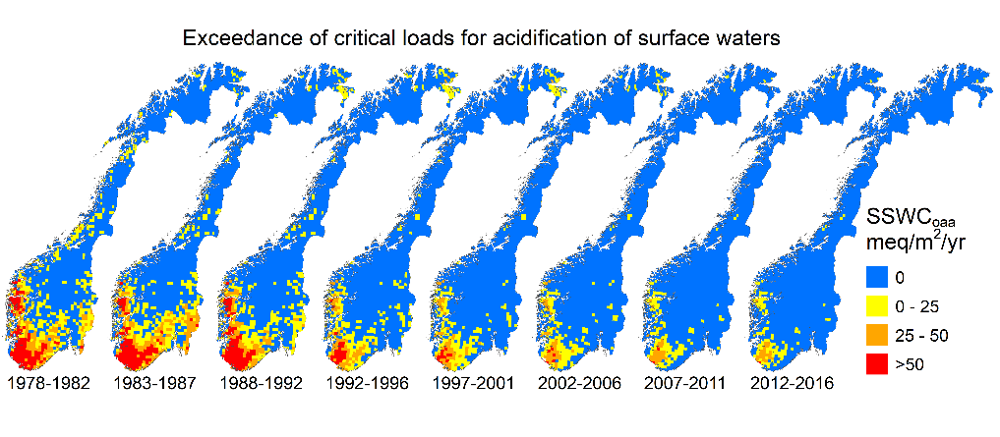 Exceedance of critical loads for acidification of surface waters
SSWCoaa
meq/m²/yr
0
0 - 25
25 - 50
>50
1978-1982 1983-1987 1988-1992 1992-1996 1997-2001 2002-2006 2007-2011 2012-2016